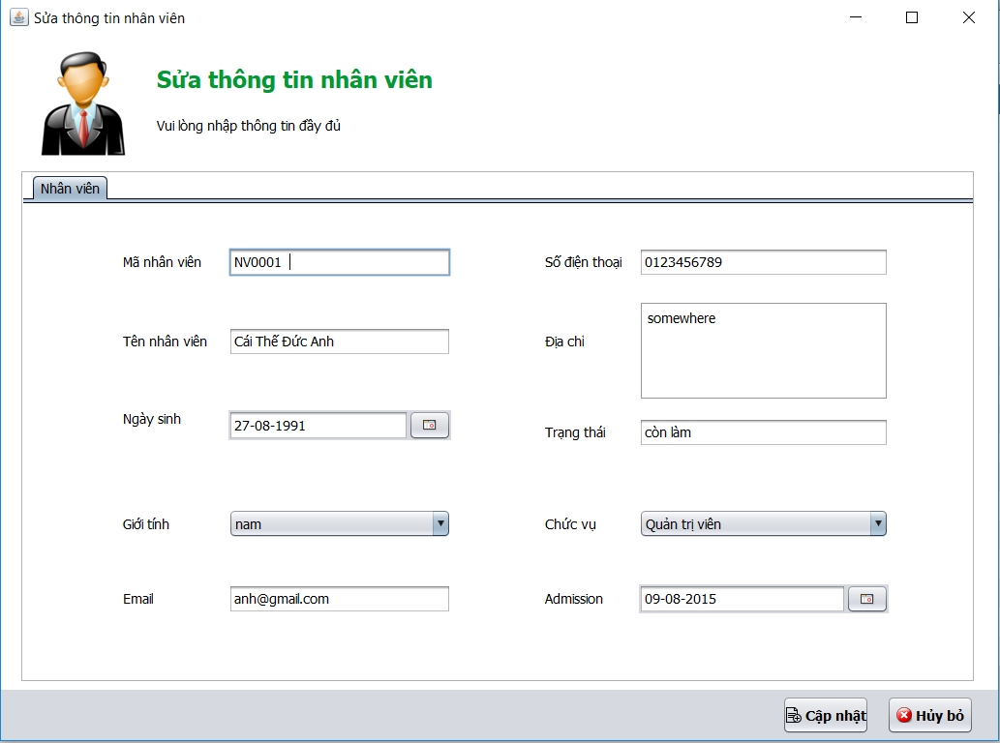 Sửa thông tin nhân viên
Sửa thông tin nhân viên
Vui lòng nhập thông tin đầy đủ
Nhân viên
Mã nhân viên NV0001
Số điện thoại 0123456789
Tên nhân viên Cái Thế Đức Anh
Địa chỉ somewhere
Ngày sinh 27-08-1991
Trạng thái còn làm
Giới tính nam
Chức vụ Quản trị viên
Email anh@gmail.com
Admission 09-08-2015
Cập nhật Hủy bỏ